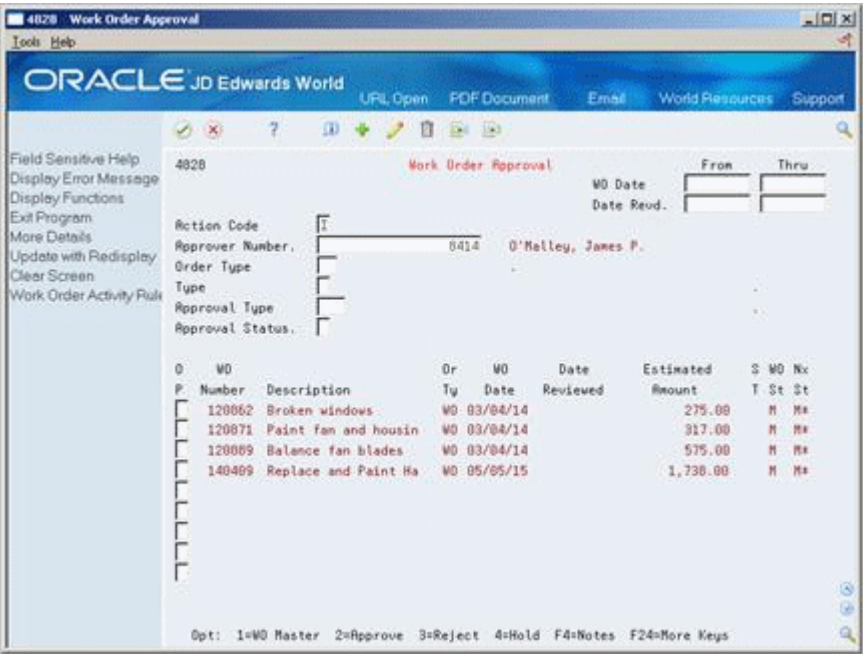 4828 Work Order Approval
Tools Help
ORACLE JD Edwards World
URL Open PDF Document Email World Resources Support
Field Sensitive Help
Display Error Message
Display Functions
Exit Program
More Details
Update with Redisplay
Clear Screen
Work Order Activity Rule
4828 Work Order Approval From Thru
WO Date
Date Revd.
Action Code I
Approver Number. 8414 O'Malley, James P.
Order Type .
Type .
Approval Type .
Approval Status.
O WO Or WO Date Estimated S WO Nx
P Number Description Ty Date Reviewed Amount T St St
120062 Broken windows WO 03/04/14 275.00 M M*
120071 Paint fan and housin WO 03/04/14 317.00 M M*
120089 Balance fan blades WO 03/04/14 575.00 M M*
140409 Replace and Paint Ha WO 05/05/15 1,738.00 M M*
Opt: 1=WO Master 2=Approve 3=Reject 4=Hold F4=Notes F24=More Keys